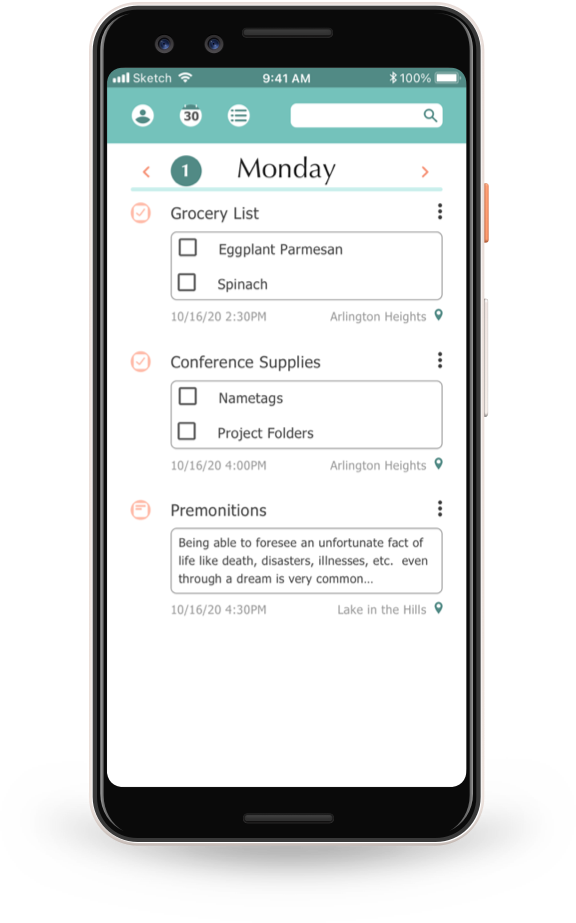 Sketch 9:41 AM 100%
30
1 Monday
Grocery List
Eggplant Parmesan
Spinach
10/16/20 2:30PM Arlington Heights
Conference Supplies
Nametags
Project Folders
10/16/20 4:00PM Arlington Heights
Premonitions
Being able to foresee an unfortunate fact of
life like death, disasters, illnesses, etc. even
through a dream is very common...
10/16/20 4:30PM Lake in the Hills